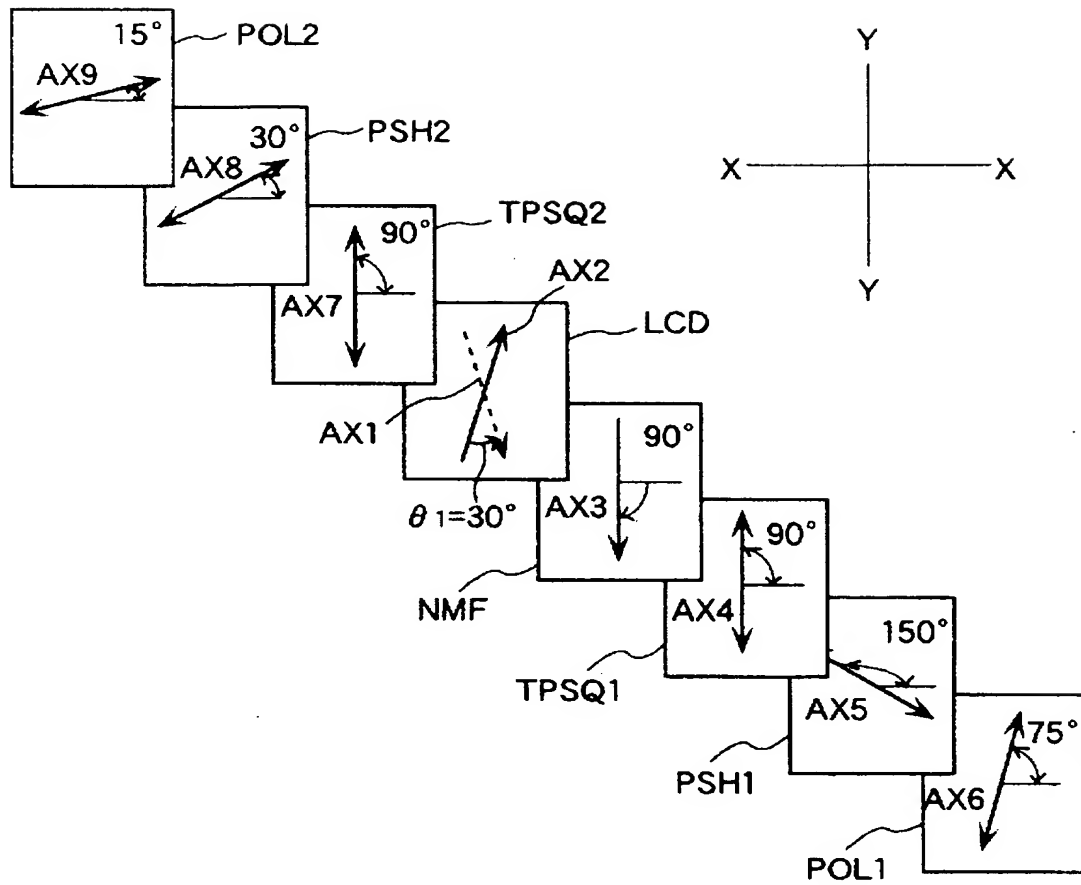 15°
POL2
AX9
30°
PSH2
AX8
90°
TPSQ2
AX7
Y
X X
Y
AX2
LCD
AX1
θ1=30°
90°
AX3
NMF
90°
AX4
TPSQ1
150°
AX5
PSH1
75°
AX6
POL1